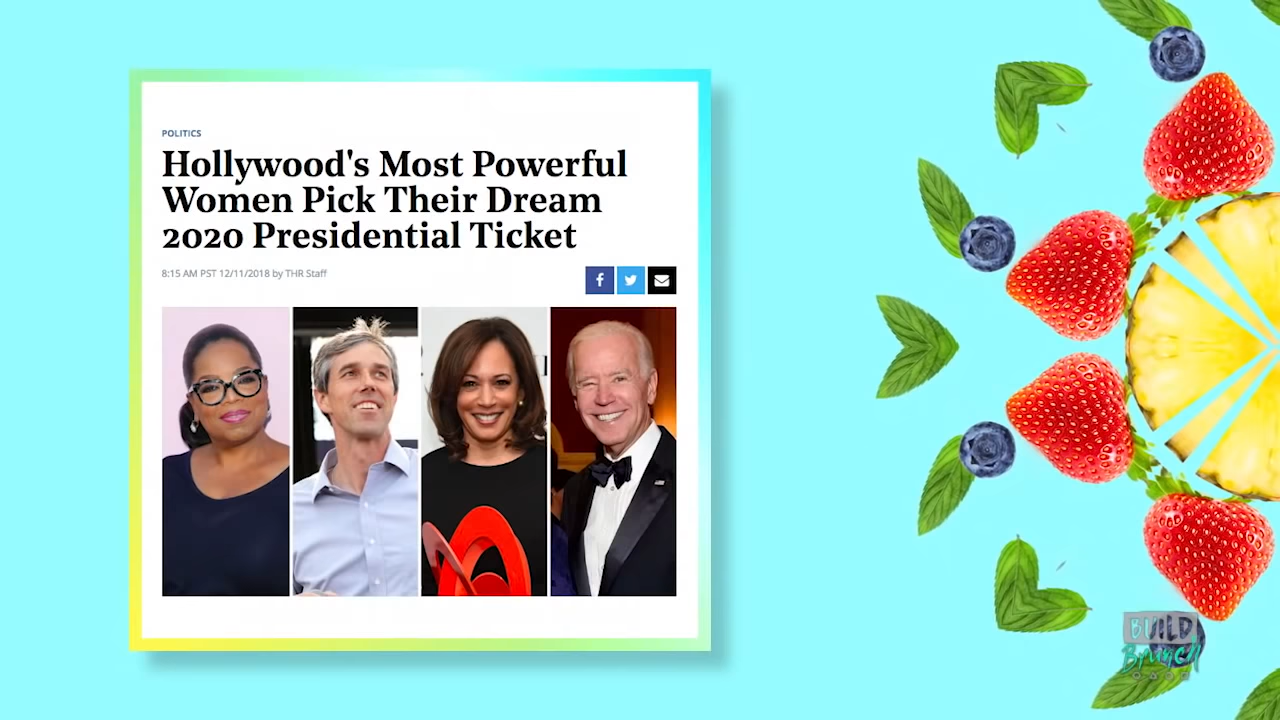 POLITICS
Hollywood's Most Powerful
Women Pick Their Dream
2020 Presidential Ticket
8:15 AM PST 12/11/2018 by THR Staff
BUILD
BRUNCH